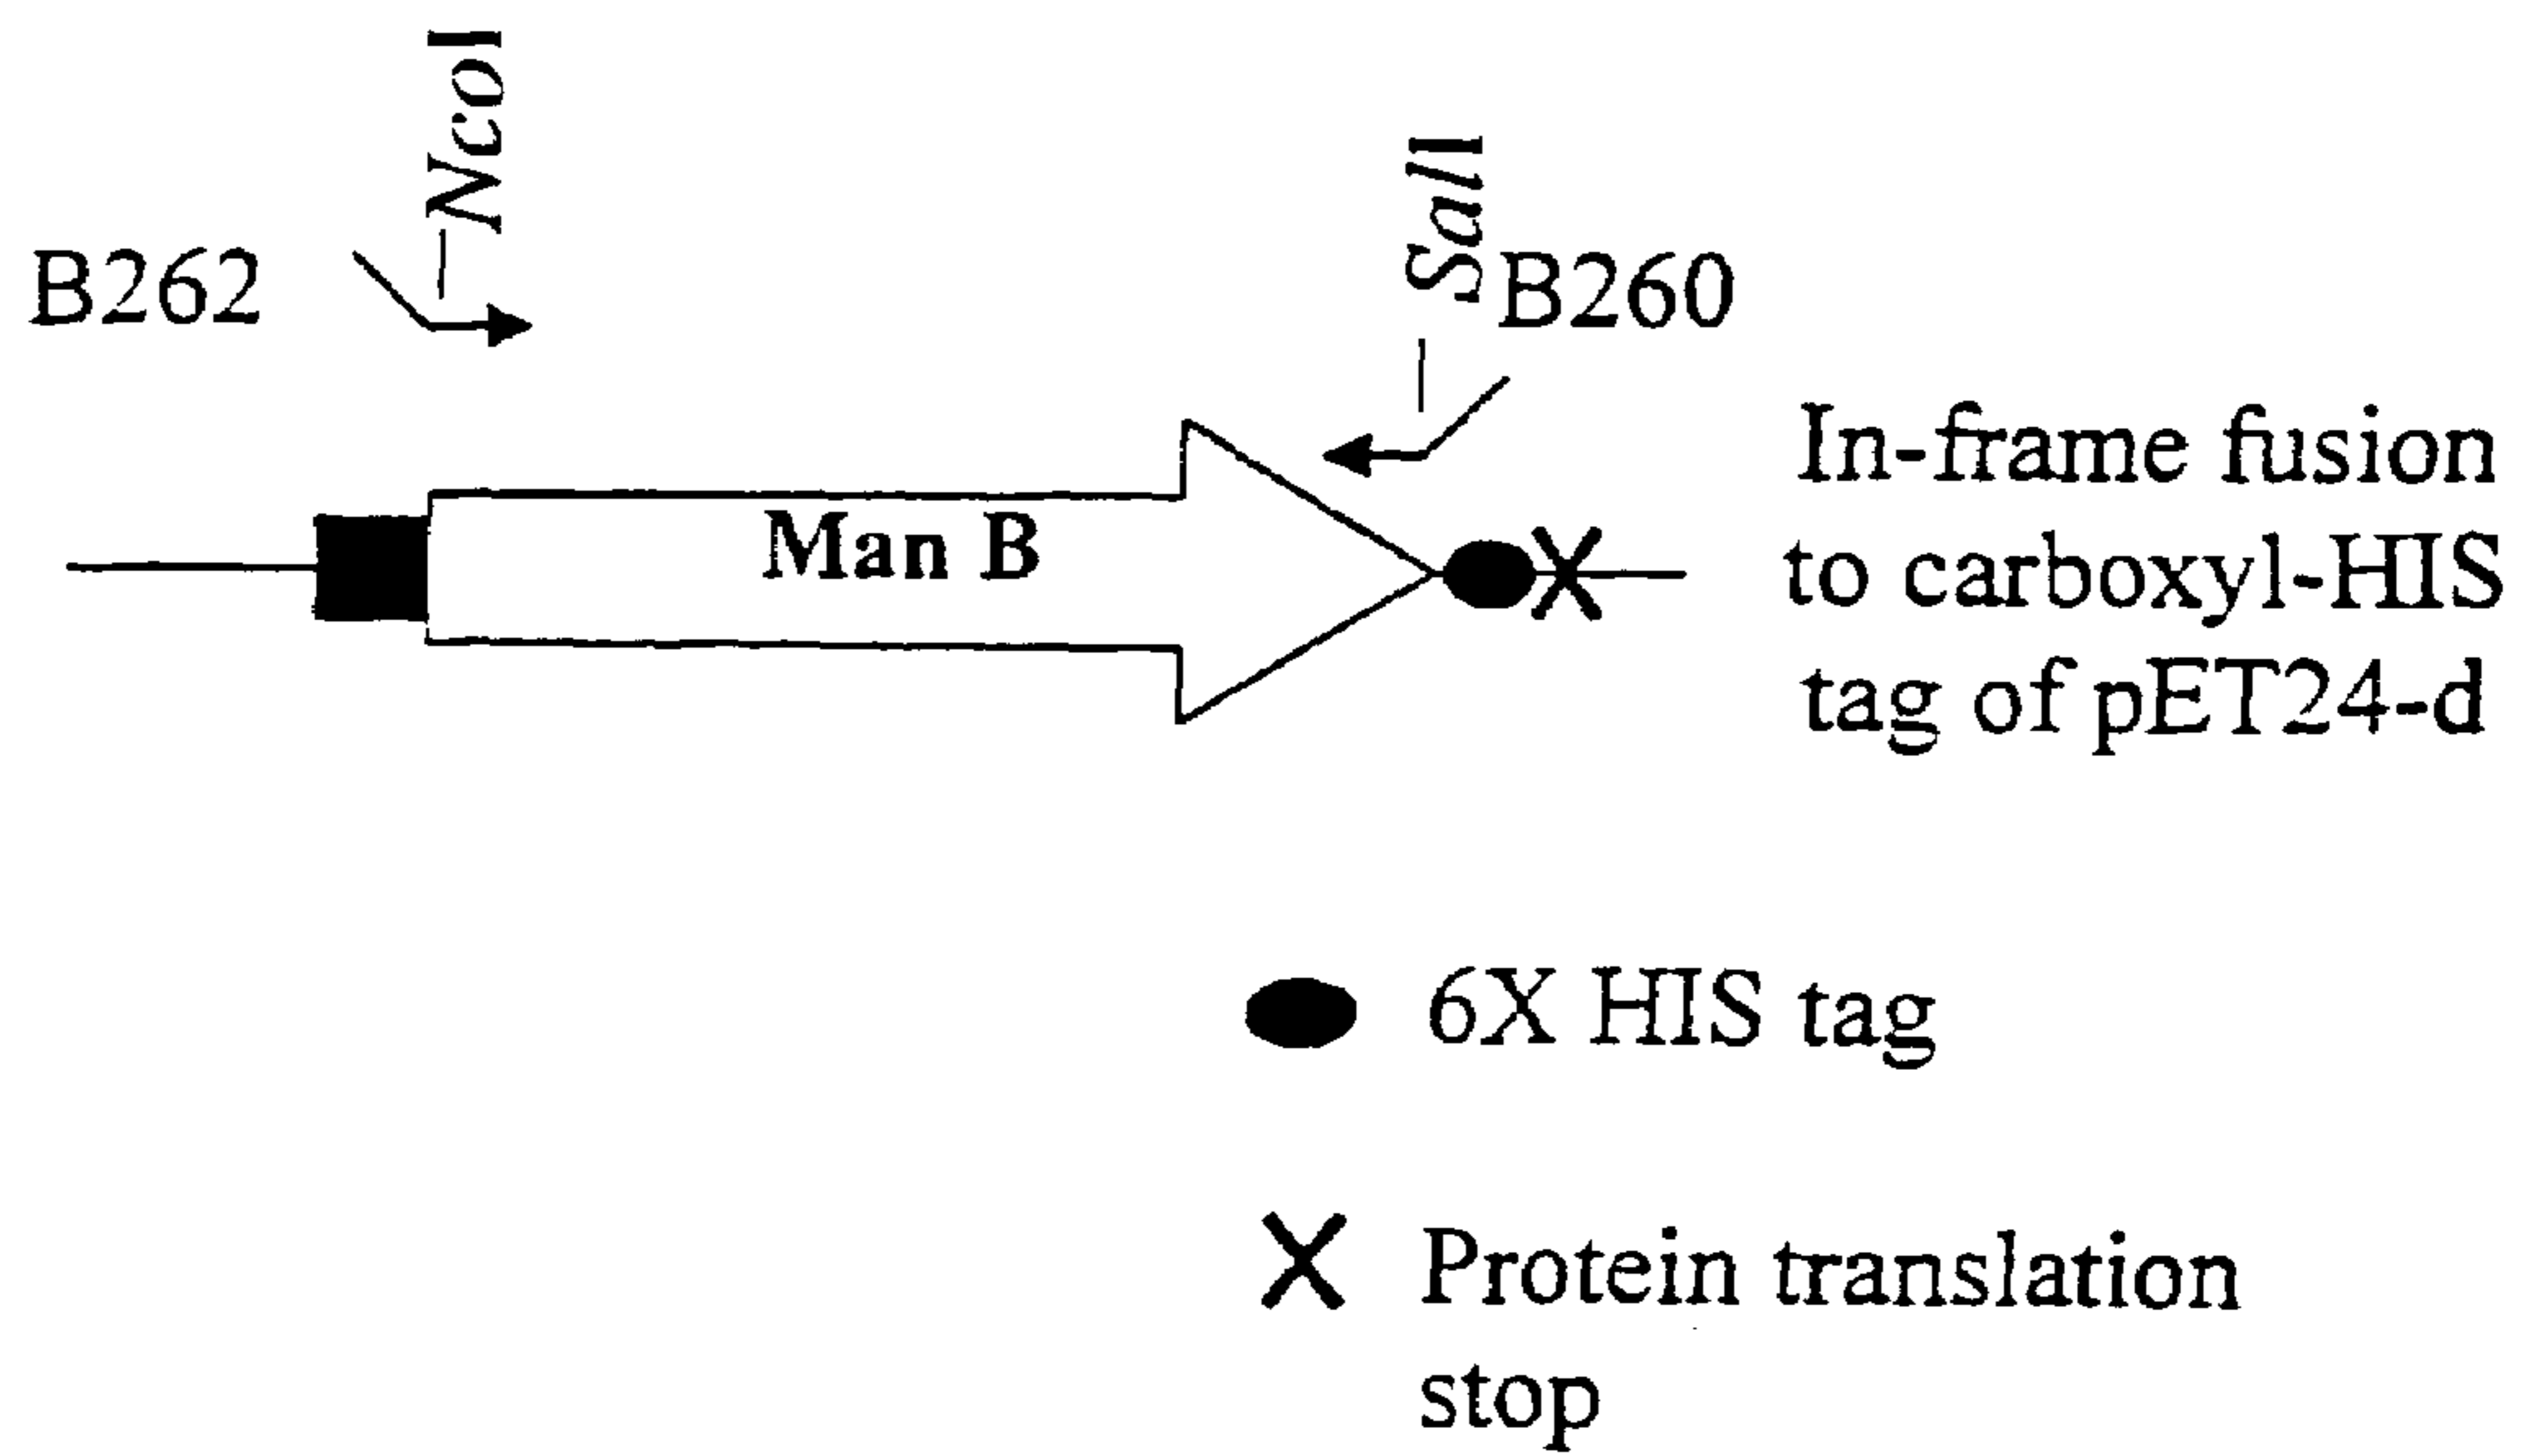 NcoI
SalI
B262
B260
Man B
In-frame fusion
to carboxyl-HIS
tag of pET24-d
6X HIS tag
X Protein translation
stop